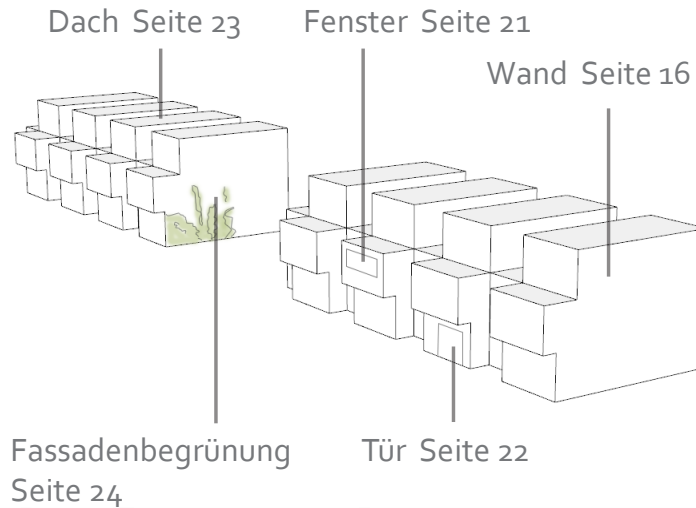 Dach Seite 23
Fenster Seite 21
Wand Seite 16
Fassadenbegrünung
Seite 24
Tür Seite 22